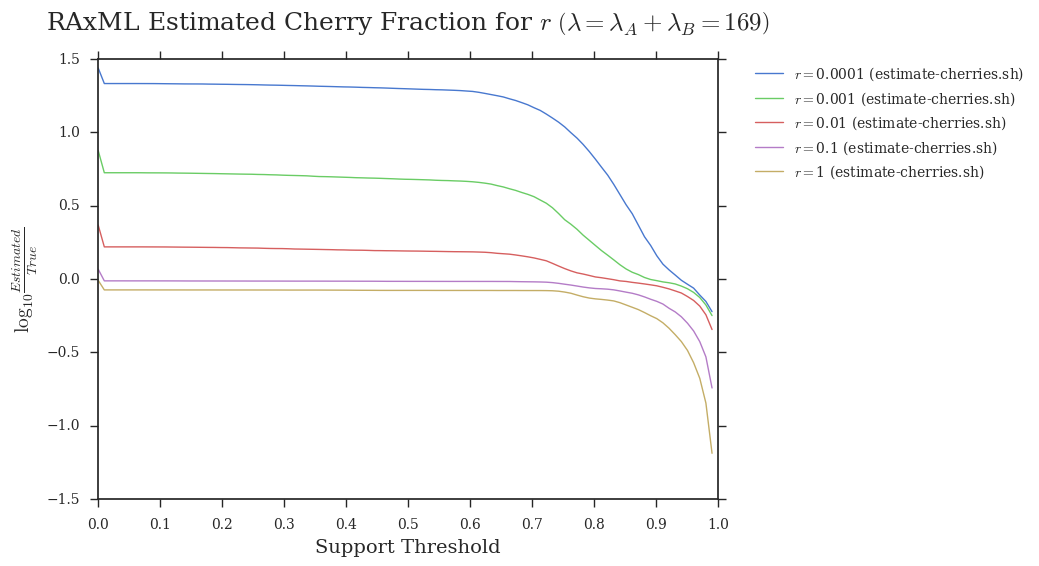 RAxML Estimated Cherry Fraction for r (λ = λ_A + λ_B = 169)
1.5
1.0
0.5
0.0
−0.5
−1.0
−1.5
log₁₀ Estimated/True
0.0 0.1 0.2 0.3 0.4 0.5 0.6 0.7 0.8 0.9 1.0
Support Threshold
r = 0.0001 (estimate-cherries.sh)
r = 0.001 (estimate-cherries.sh)
r = 0.01 (estimate-cherries.sh)
r = 0.1 (estimate-cherries.sh)
r = 1 (estimate-cherries.sh)